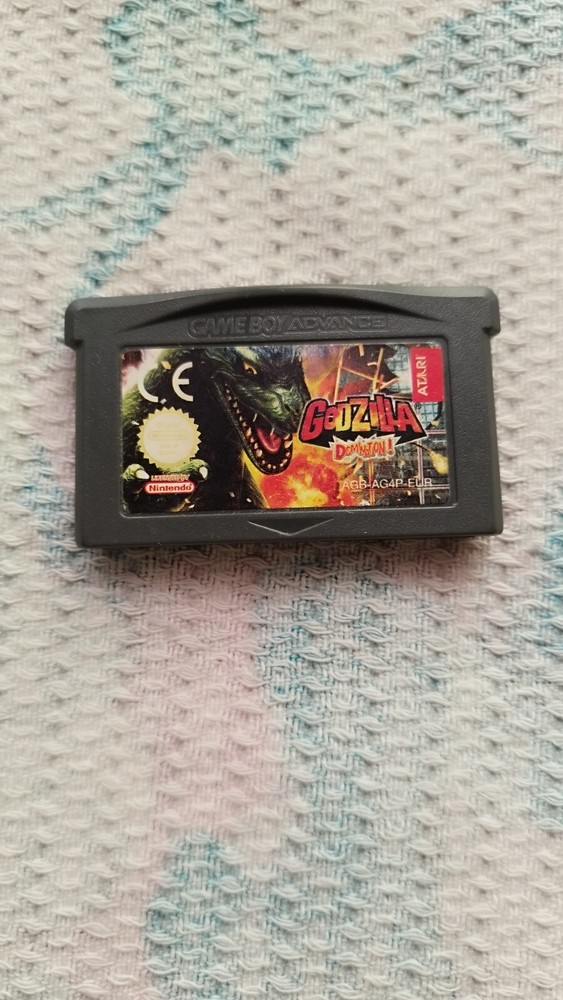 GAME BOY ADVANCE
CE
ATARI
GODZILLA
DOMINATION!
Nintendo
AGB-AG4P-EUR